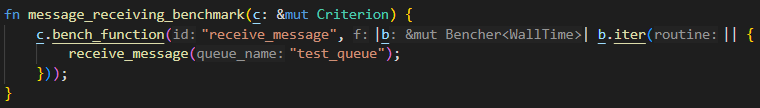 fn message_receiving_benchmark(c: &mut Criterion) {
    c.bench_function(id: "receive_message", f: |b: &mut Bencher<WallTime>| b.iter(routine: || {
        receive_message(queue_name: "test_queue");
    }));
}